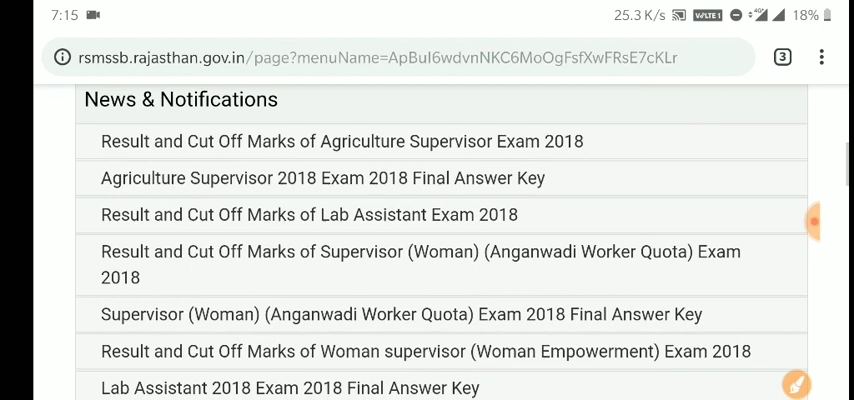 7:15
25.3 K/s VoLTE 1 4G 18%
rsmssb.rajasthan.gov.in/page?menuName=ApBuI6wdvnNKC6MoOgFsfXwFRsE7cKLr
3
News & Notifications
Result and Cut Off Marks of Agriculture Supervisor Exam 2018
Agriculture Supervisor 2018 Exam 2018 Final Answer Key
Result and Cut Off Marks of Lab Assistant Exam 2018
Result and Cut Off Marks of Supervisor (Woman) (Anganwadi Worker Quota) Exam
2018
Supervisor (Woman) (Anganwadi Worker Quota) Exam 2018 Final Answer Key
Result and Cut Off Marks of Woman supervisor (Woman Empowerment) Exam 2018
Lab Assistant 2018 Exam 2018 Final Answer Key